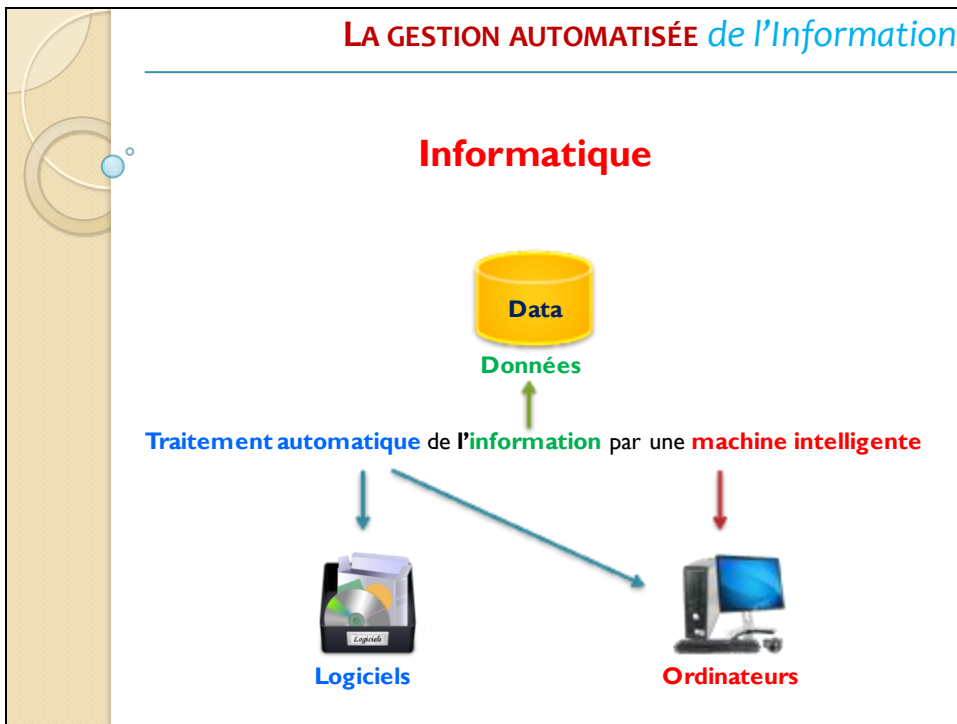 LA GESTION AUTOMATISÉE de l'Information
Informatique
Data
Données
Traitement automatique de l'information par une machine intelligente
Logiciels
Logiciels
Ordinateurs